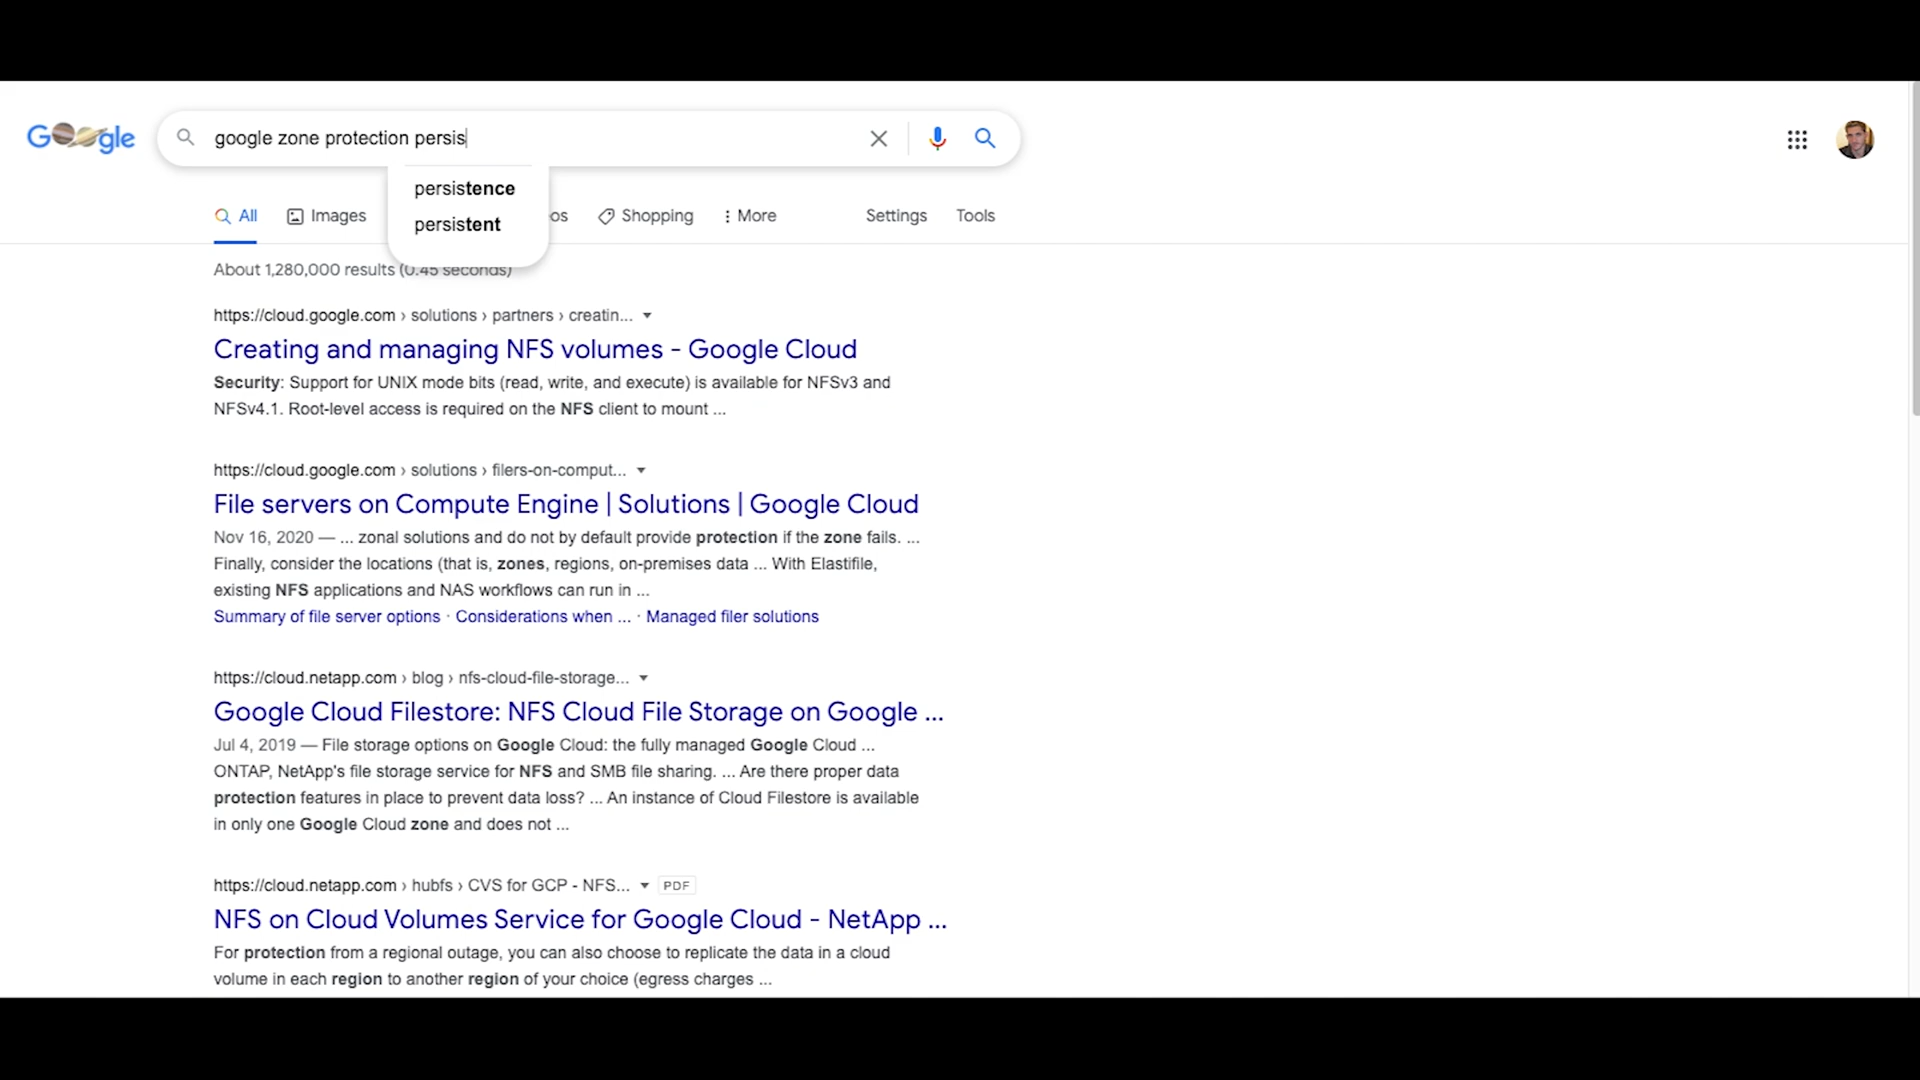 Google
google zone protection persis
persistence
persistent
All
Images
os
Shopping
More
Settings
Tools
About 1,280,000 results (0.45 seconds)
https://cloud.google.com › solutions › partners › creatin...
Creating and managing NFS volumes - Google Cloud
Security: Support for UNIX mode bits (read, write, and execute) is available for NFSv3 and
NFSv4.1. Root-level access is required on the NFS client to mount ...
https://cloud.google.com › solutions › filers-on-comput...
File servers on Compute Engine | Solutions | Google Cloud
Nov 16, 2020 — ... zonal solutions and do not by default provide protection if the zone fails. ...
Finally, consider the locations (that is, zones, regions, on-premises data ... With Elastifile,
existing NFS applications and NAS workflows can run in ...
Summary of file server options · Considerations when ... · Managed filer solutions
https://cloud.netapp.com › blog › nfs-cloud-file-storage...
Google Cloud Filestore: NFS Cloud File Storage on Google ...
Jul 4, 2019 — File storage options on Google Cloud: the fully managed Google Cloud ...
ONTAP, NetApp's file storage service for NFS and SMB file sharing. ... Are there proper data
protection features in place to prevent data loss? ... An instance of Cloud Filestore is available
in only one Google Cloud zone and does not ...
https://cloud.netapp.com › hubfs › CVS for GCP - NFS... PDF
NFS on Cloud Volumes Service for Google Cloud - NetApp ...
For protection from a regional outage, you can also choose to replicate the data in a cloud
volume in each region to another region of your choice (egress charges ...